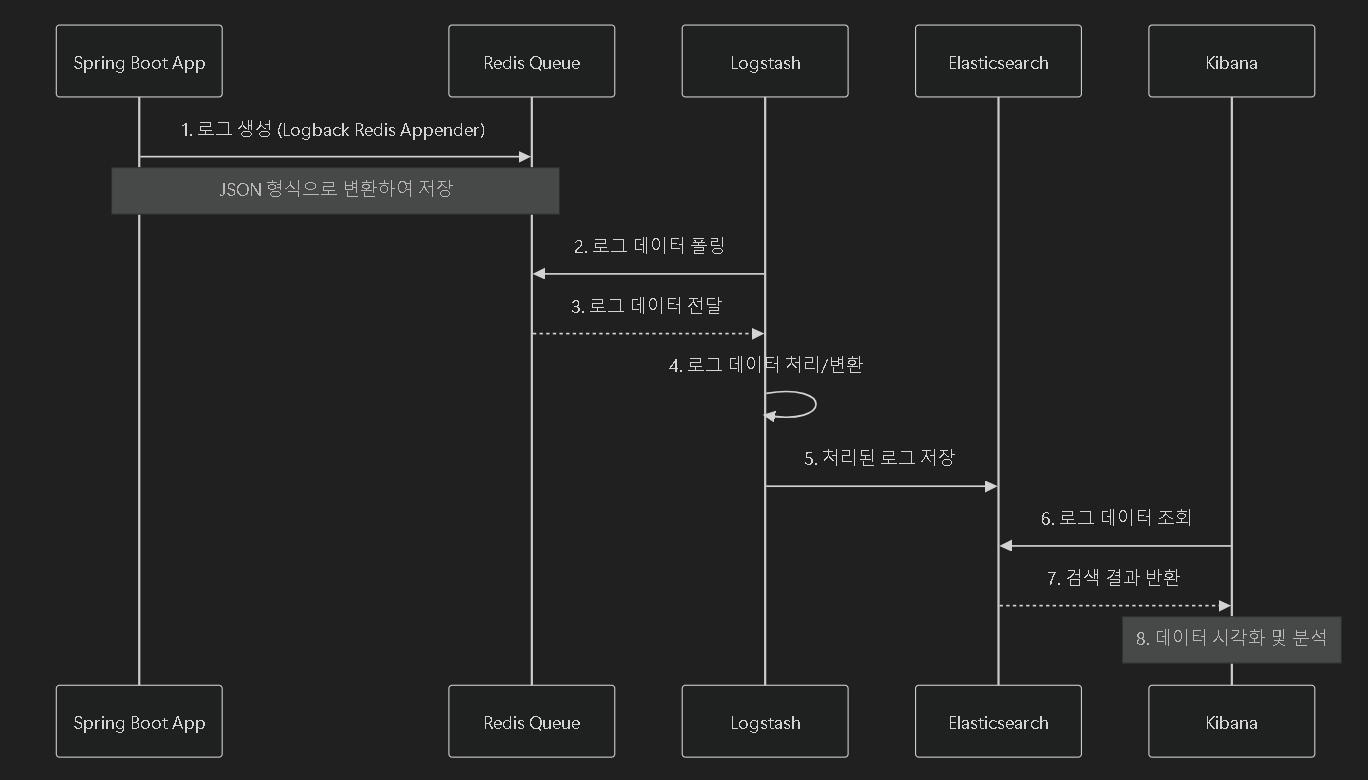 Spring Boot App
Redis Queue
Logstash
Elasticsearch
Kibana
1. 로그 생성 (Logback Redis Appender)
JSON 형식으로 변환하여 저장
2. 로그 데이터 폴링
3. 로그 데이터 전달
4. 로그 데이터 처리/변환
5. 처리된 로그 저장
6. 로그 데이터 조회
7. 검색 결과 반환
8. 데이터 시각화 및 분석
Spring Boot App
Redis Queue
Logstash
Elasticsearch
Kibana